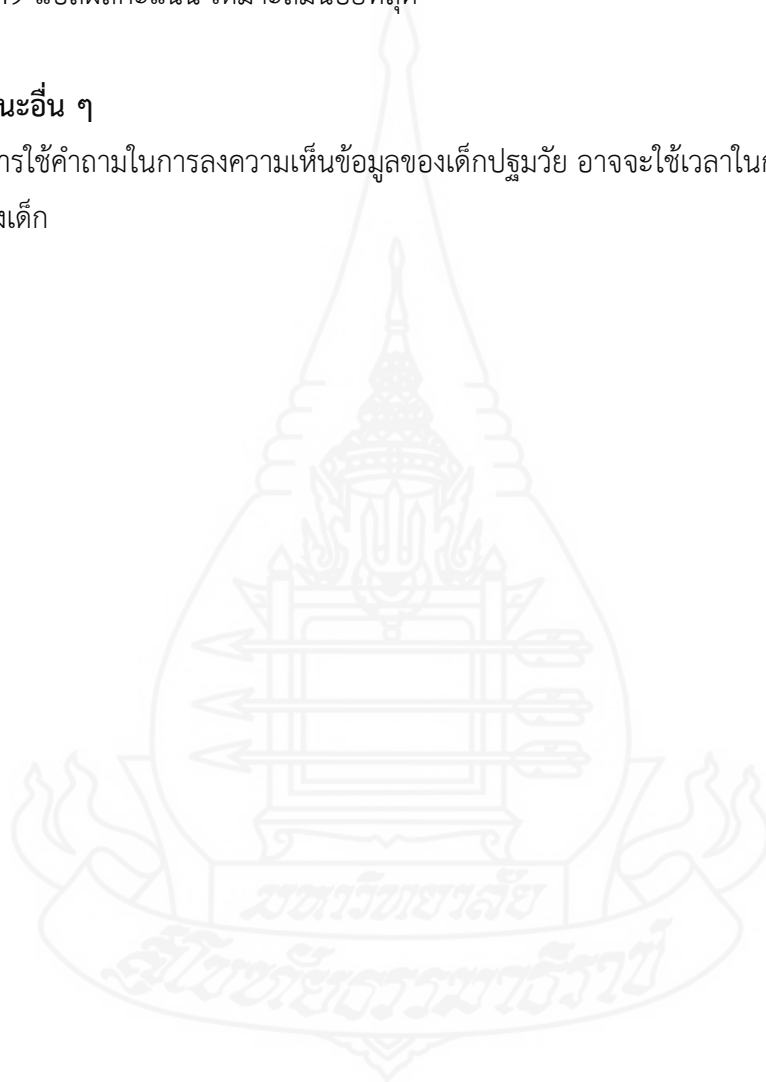 นะอื่น ๆ
ารใช้คำถามในการลงความเห็นข้อมูลของเด็กปฐมวัย อาจจะใช้เวลาในก
งเด็ก
มหาวิทยาลัย
สุโขทัยธรรมาธิราช